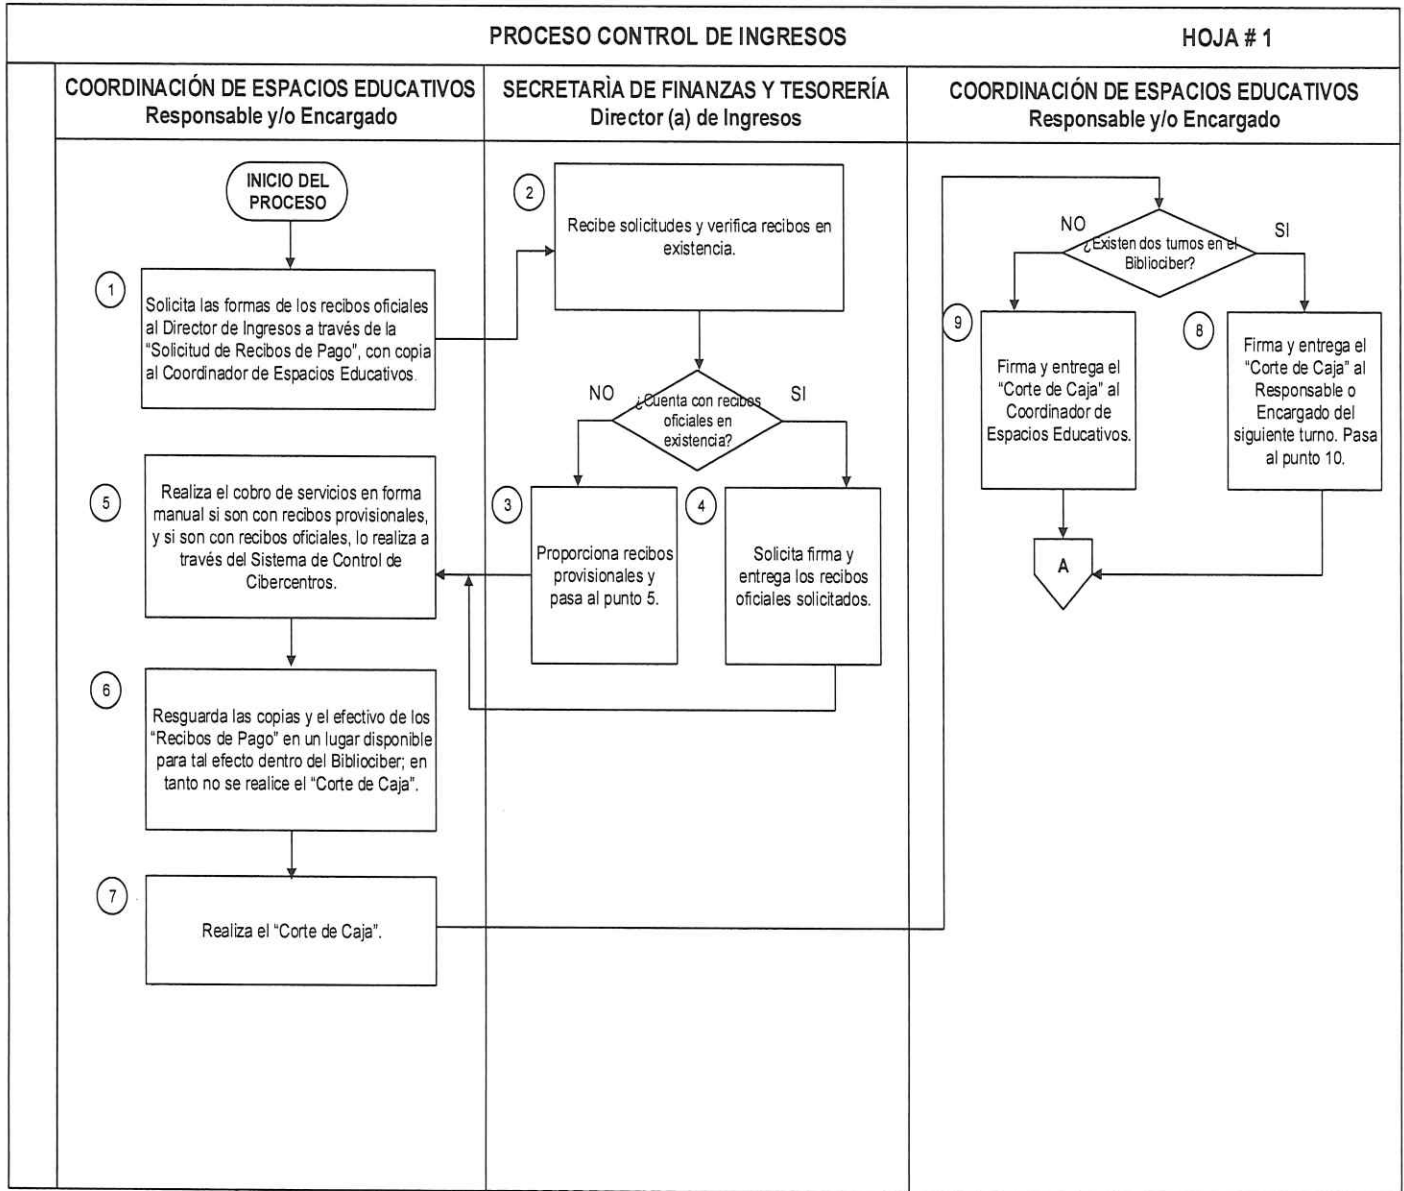 PROCESO CONTROL DE INGRESOS
HOJA # 1
COORDINACIÓN DE ESPACIOS EDUCATIVOS
Responsable y/o Encargado
SECRETARÌA DE FINANZAS Y TESORERÍA
Director (a) de Ingresos
COORDINACIÓN DE ESPACIOS EDUCATIVOS
Responsable y/o Encargado
INICIO DEL
PROCESO
1
Solicita las formas de los recibos oficiales
al Director de Ingresos a través de la
“Solicitud de Recibos de Pago”, con copia
al Coordinador de Espacios Educativos.
2
Recibe solicitudes y verifica recibos en
existencia.
NO
¿Cuenta con recibos
oficiales en
existencia?
SI
3
Proporciona recibos
provisionales y
pasa al punto 5.
4
Solicita firma y
entrega los recibos
oficiales solicitados.
5
Realiza el cobro de servicios en forma
manual si son con recibos provisionales,
y si son con recibos oficiales, lo realiza a
través del Sistema de Control de
Cibercentros.
6
Resguarda las copias y el efectivo de los
“Recibos de Pago” en un lugar disponible
para tal efecto dentro del Bibliociber; en
tanto no se realice el “Corte de Caja”.
7
Realiza el “Corte de Caja”.
NO
¿Existen dos turnos en el
Bibliociber?
SI
9
Firma y entrega el
“Corte de Caja” al
Coordinador de
Espacios Educativos.
8
Firma y entrega el
“Corte de Caja” al
Responsable o
Encargado del
siguiente turno. Pasa
al punto 10.
A